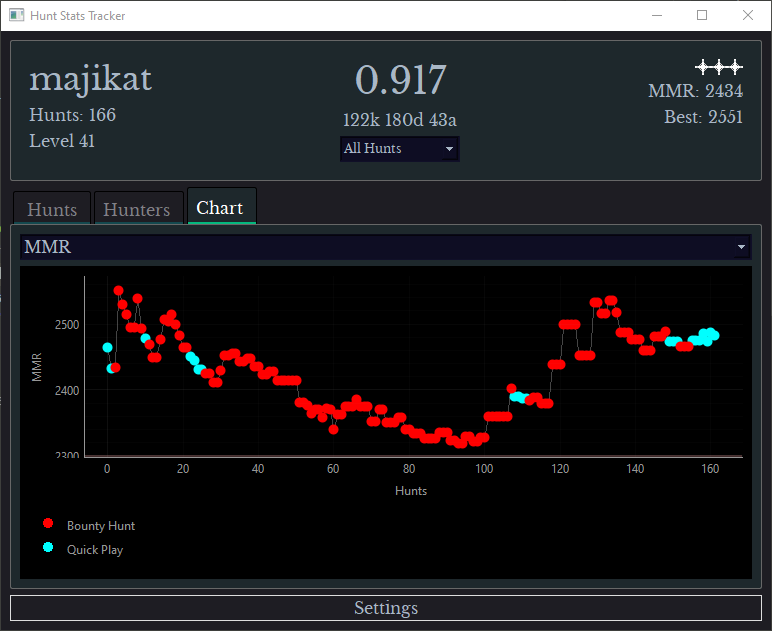 Hunt Stats Tracker
majikat
Hunts: 166
Level 41
0.917
122k 180d 43a
All Hunts
MMR: 2434
Best: 2551
Hunts
Hunters
Chart
MMR
MMR
2500
2400
2300
0 20 40 60 80 100 120 140 160
Hunts
Bounty Hunt
Quick Play
Settings